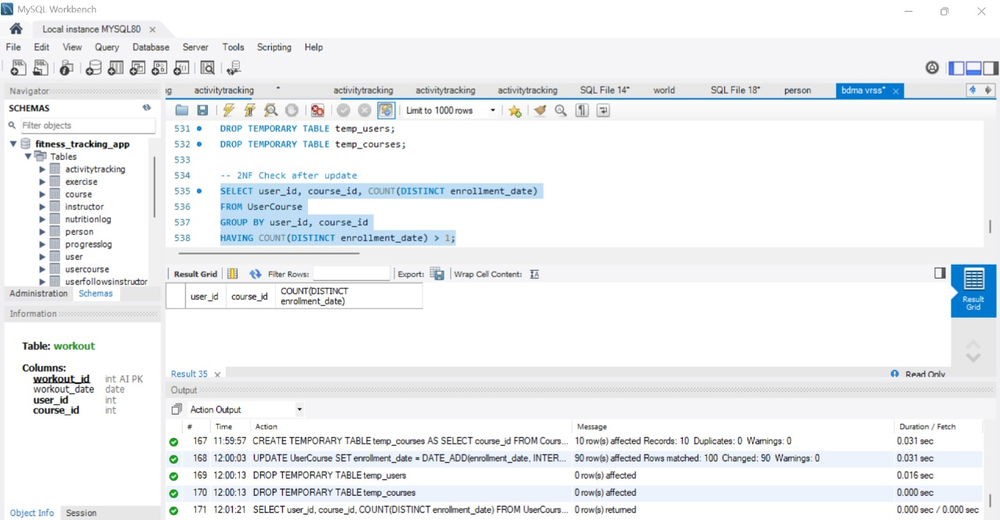 MySQL Workbench
Local instance MYSQL80
File Edit View Query Database Server Tools Scripting Help
Navigator
SCHEMAS
Filter objects
fitness_tracking_app
Tables
activitytracking
exercise
course
instructor
nutritionlog
person
progresslog
user
usercourse
userfollowsinstructor
Administration Schemas
Information
Table: workout
Columns:
workout_id int AI PK
workout_date date
user_id int
course_id int
Object Info Session
activitytracking * activitytracking activitytracking activitytracking SQL File 14* world SQL File 18* person bdma vrss*
Limit to 1000 rows
531 DROP TEMPORARY TABLE temp_users;
532 DROP TEMPORARY TABLE temp_courses;
533
534 -- 2NF Check after update
535 SELECT user_id, course_id, COUNT(DISTINCT enrollment_date)
536 FROM UserCourse
537 GROUP BY user_id, course_id
538 HAVING COUNT(DISTINCT enrollment_date) > 1;
Result Grid Filter Rows: Export: Wrap Cell Content:
user_id course_id COUNT(DISTINCT
enrollment_date)
Result
Grid
Result 35 Read Only
Output
Action Output
# Time Action Message Duration / Fetch
167 11:59:57 CREATE TEMPORARY TABLE temp_courses AS SELECT course_id FROM Cours... 10 row(s) affected Records: 10 Duplicates: 0 Warnings: 0 0.031 sec
168 12:00:03 UPDATE UserCourse SET enrollment_date = DATE_ADD(enrollment_date, INTER... 90 row(s) affected Rows matched: 100 Changed: 90 Warnings: 0 0.031 sec
169 12:00:13 DROP TEMPORARY TABLE temp_users 0 row(s) affected 0.016 sec
170 12:00:13 DROP TEMPORARY TABLE temp_courses 0 row(s) affected 0.000 sec
171 12:01:21 SELECT user_id, course_id, COUNT(DISTINCT enrollment_date) FROM UserCours... 0 row(s) returned 0.000 sec / 0.000 sec